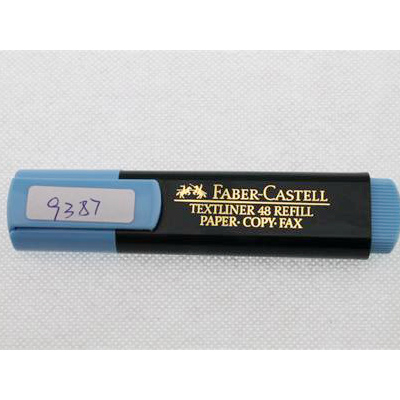 9387
FABER-CASTELL
TEXTLINER 48 REFILL
PAPER · COPY · FAX